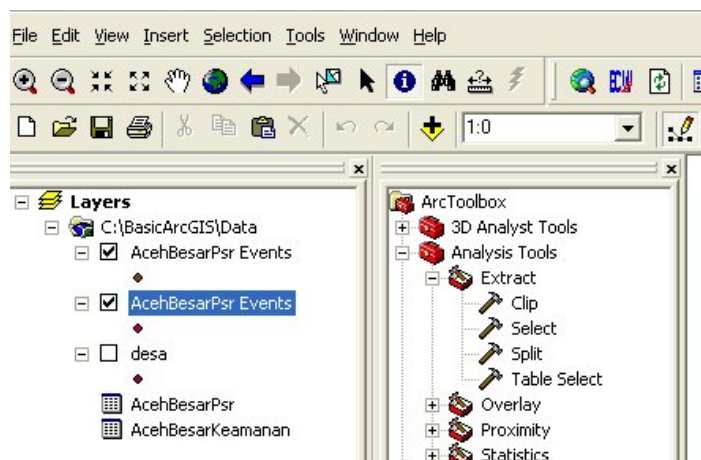 File Edit View Insert Selection Tools Window Help
ECW
1:0
Layers
C:\BasicArcGIS\Data
AcehBesarPsr Events
AcehBesarPsr Events
desa
AcehBesarPsr
AcehBesarKeamanan
ArcToolbox
3D Analyst Tools
Analysis Tools
Extract
Clip
Select
Split
Table Select
Overlay
Proximity
Statistics